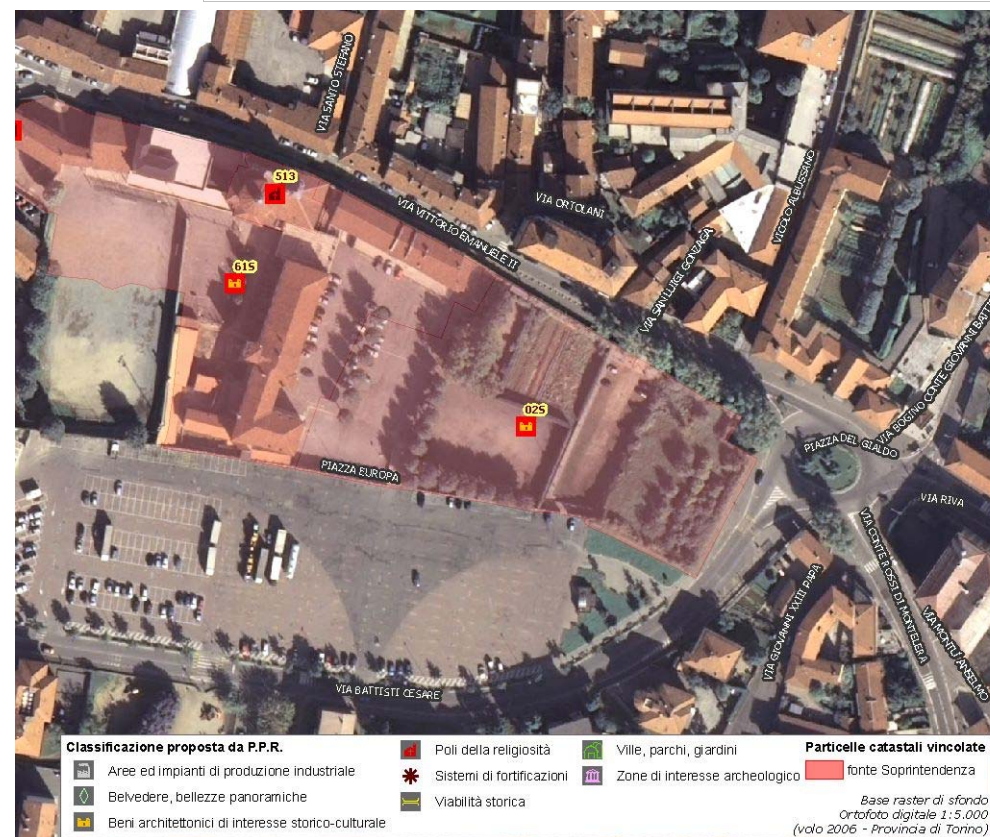 VIA SANTO STEFANO
513
VIA VITTORIO EMANUELE II
VIA ORTOLANI
VICOLO ALBUSSANO
VIA SAN LUIGI GONZAGA
61S
02S
PIAZZA EUROPA
VIA BOGINO CONTE GIOVANNI BATTI
PIAZZA DEL GIALDO
VIA RIVA
VIA CONTE ROSSI DI MONTELERA
VIA MONTU' ANSELMO
VIA GIOVANNI XXIII PAPA
VIA BATTISTI CESARE
Classificazione proposta da P.P.R.
Aree ed impianti di produzione industriale
Belvedere, bellezze panoramiche
Beni architettonici di interesse storico-culturale
Poli della religiosità
Sistemi di fortificazioni
Viabilità storica
Ville, parchi, giardini
Zone di interesse archeologico
Particelle catastali vincolate
fonte Soprintendenza
Base raster di sfondo
Ortofoto digitale 1:5.000
(volo 2006 - Provincia di Torino)